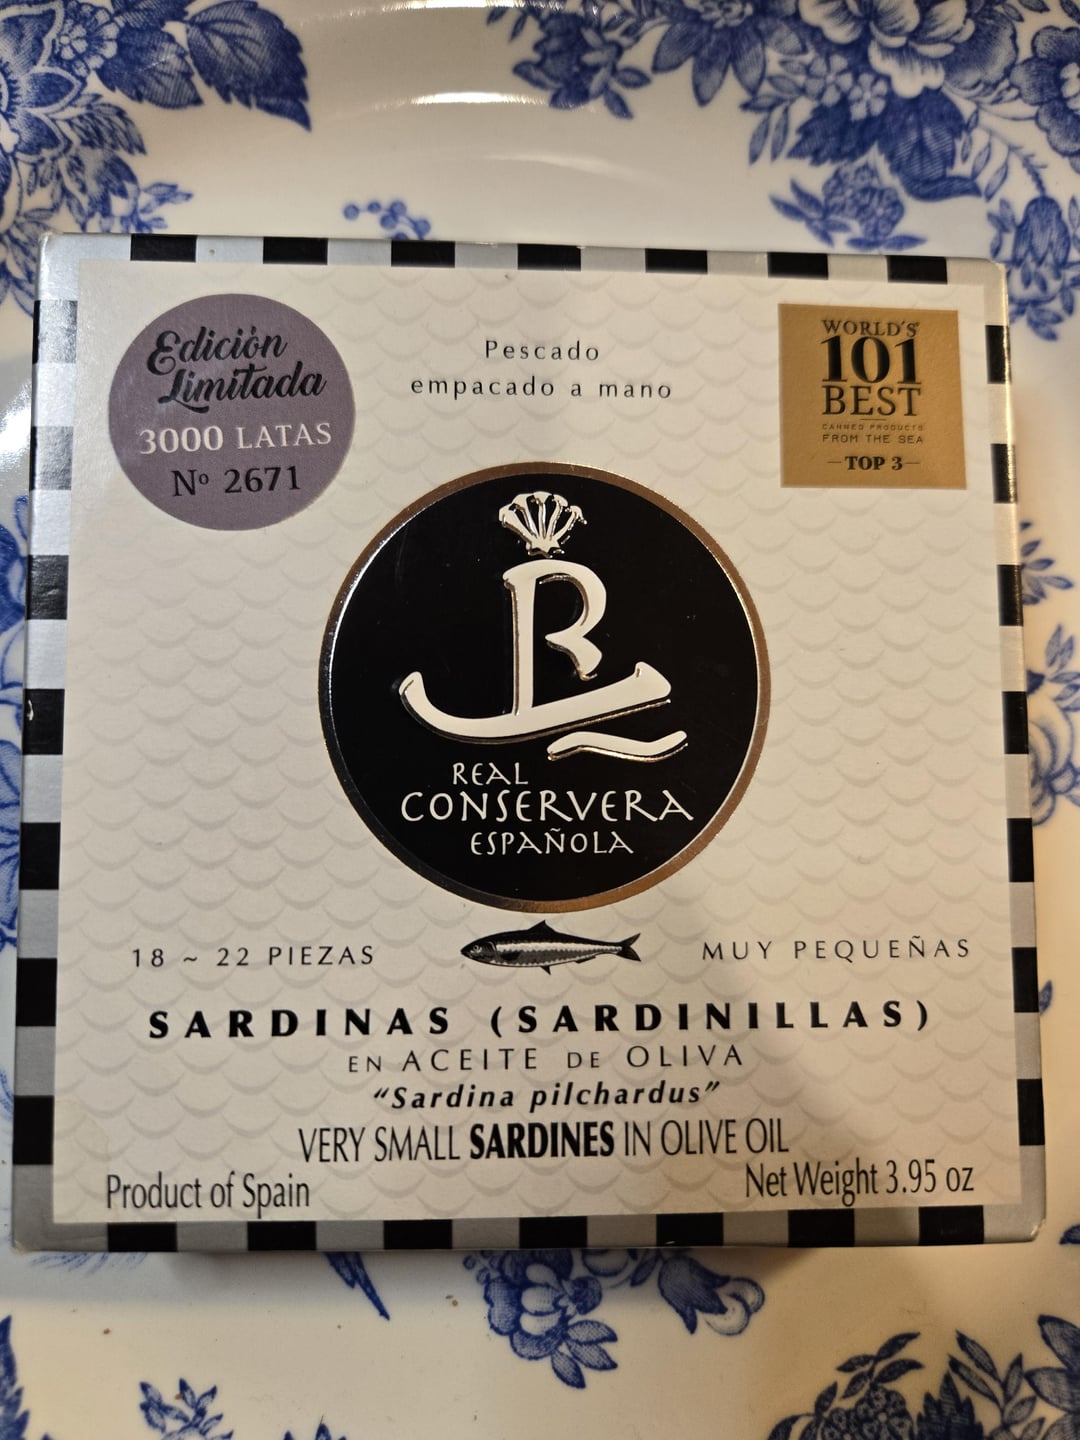 Edición
Limitada
3000 LATAS
Nº 2671
Pescado
empacado a mano
WORLD'S
101
BEST
CANNED PRODUCTS
FROM THE SEA
TOP 3
R
REAL
CONSERVERA
ESPAÑOLA
18 ~ 22 PIEZAS
MUY PEQUEÑAS
SARDINAS (SARDINILLAS)
EN ACEITE DE OLIVA
“Sardina pilchardus”
VERY SMALL SARDINES IN OLIVE OIL
Product of Spain
Net Weight 3.95 oz